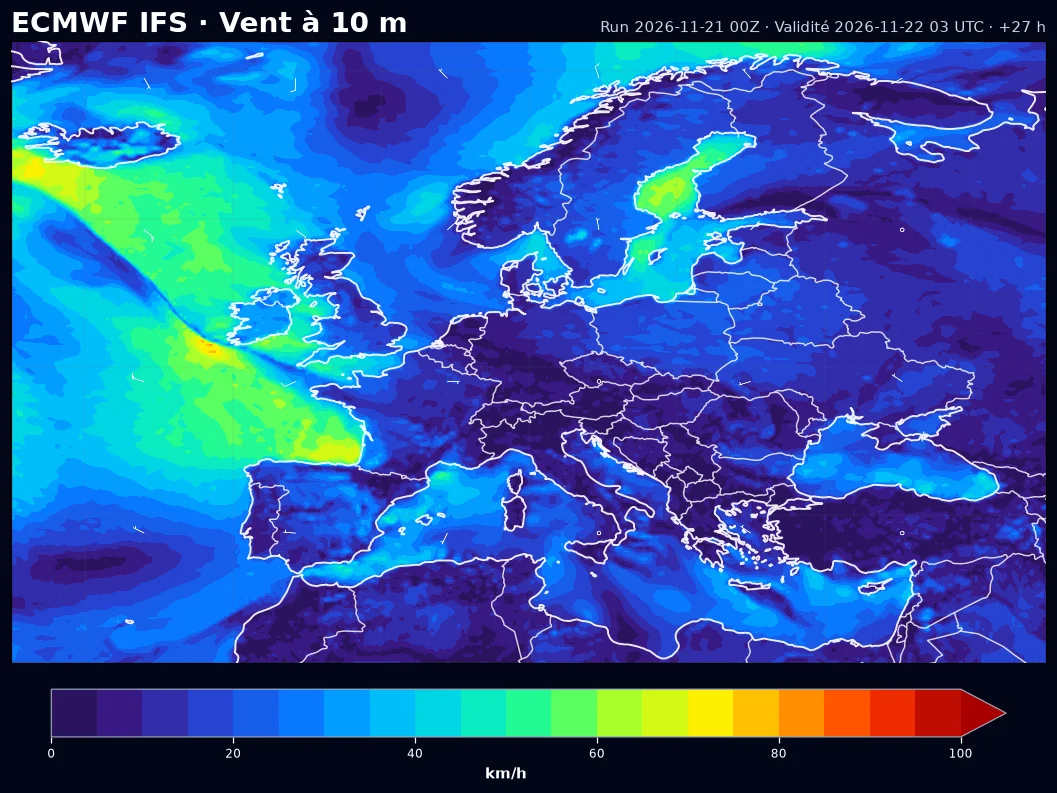 ECMWF IFS · Vent à 10 m
Run 2026-11-21 00Z · Validité 2026-11-22 03 UTC · +27 h
0 20 40 60 80 100
km/h